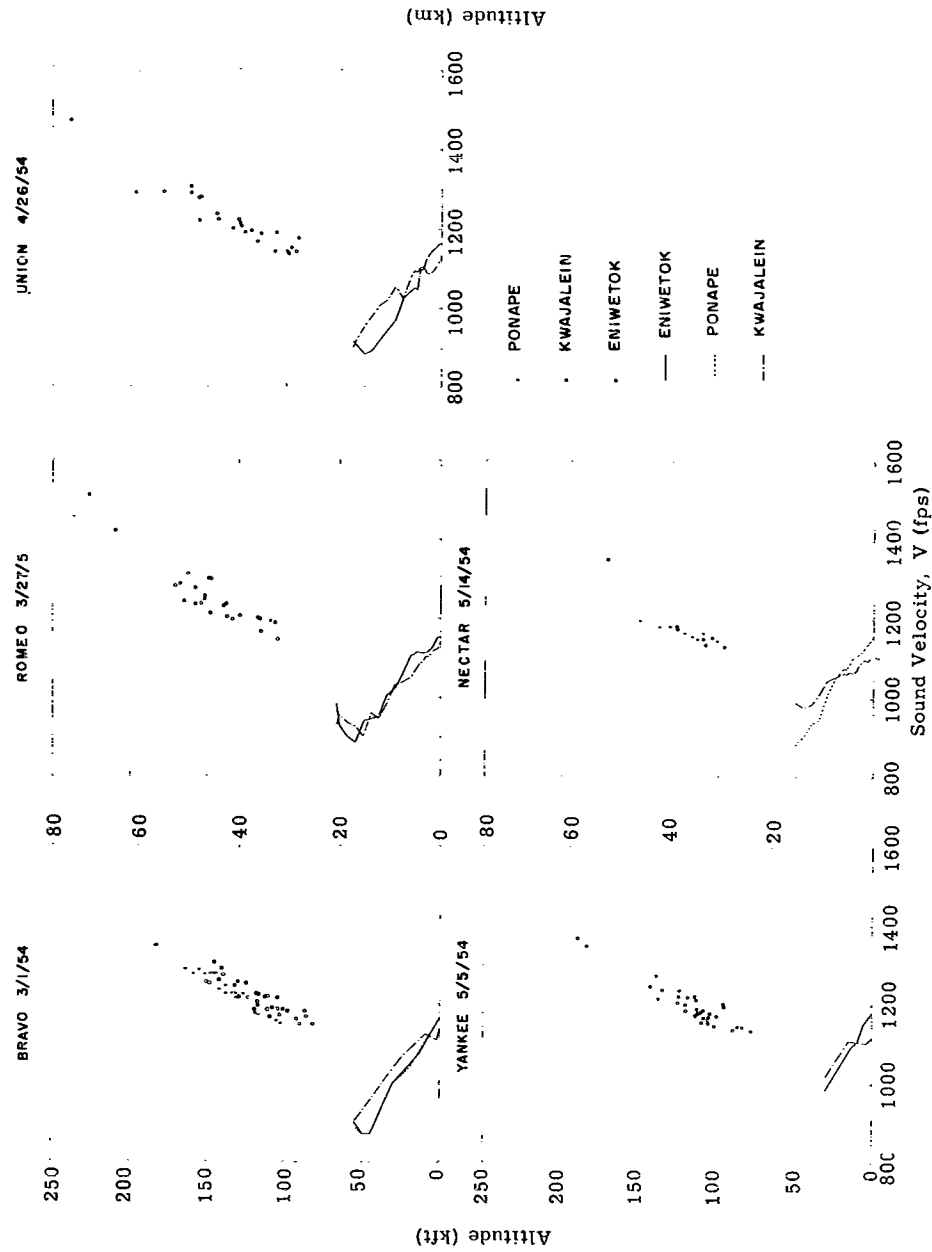 BRAVO 3/1/54
ROMEO 3/27/5
UNION 4/26/54
Altitude (kft)
250
200
150
100
50
0
80
60
40
20
0
Altitude (km)
800
1000
1200
1400
1600
YANKEE 5/5/54
NECTAR 5/14/54
250
200
150
100
50
0
80
60
40
20
80C
1000
1200
1400
1600
800
1000
1200
1400
1600
Sound Velocity, V (fps)
PONAPE
KWAJALEIN
ENIWETOK
ENIWETOK
PONAPE
KWAJALEIN